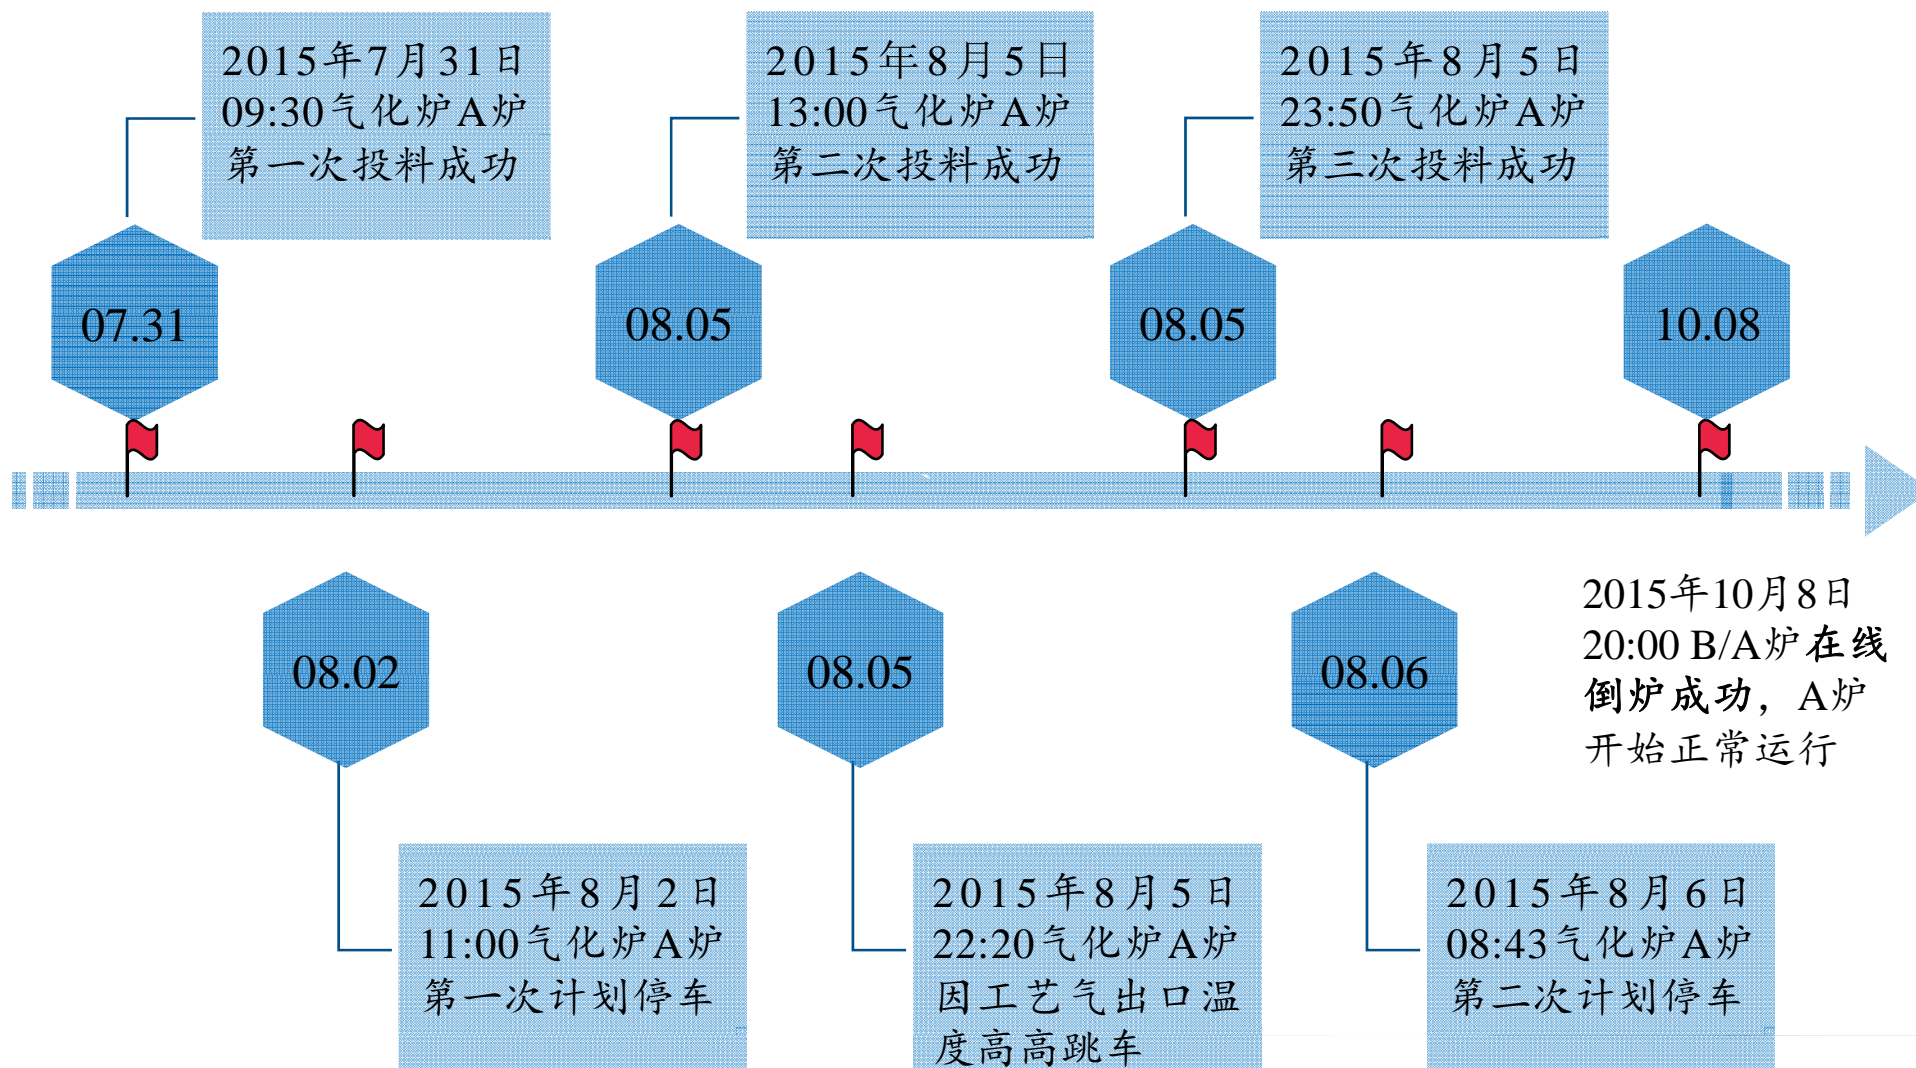 2015年7月31日
09:30气化炉A炉
第一次投料成功
2015年8月5日
13:00气化炉A炉
第二次投料成功
2015年8月5日
23:50气化炉A炉
第三次投料成功
07.31
08.05
08.05
10.08
08.02
08.05
08.06
2015年10月8日
20:00 B/A炉在线
倒炉成功，A炉
开始正常运行
2015年8月2日
11:00气化炉A炉
第一次计划停车
2015年8月5日
22:20气化炉A炉
因工艺气出口温
度高高跳车
2015年8月6日
08:43气化炉A炉
第二次计划停车